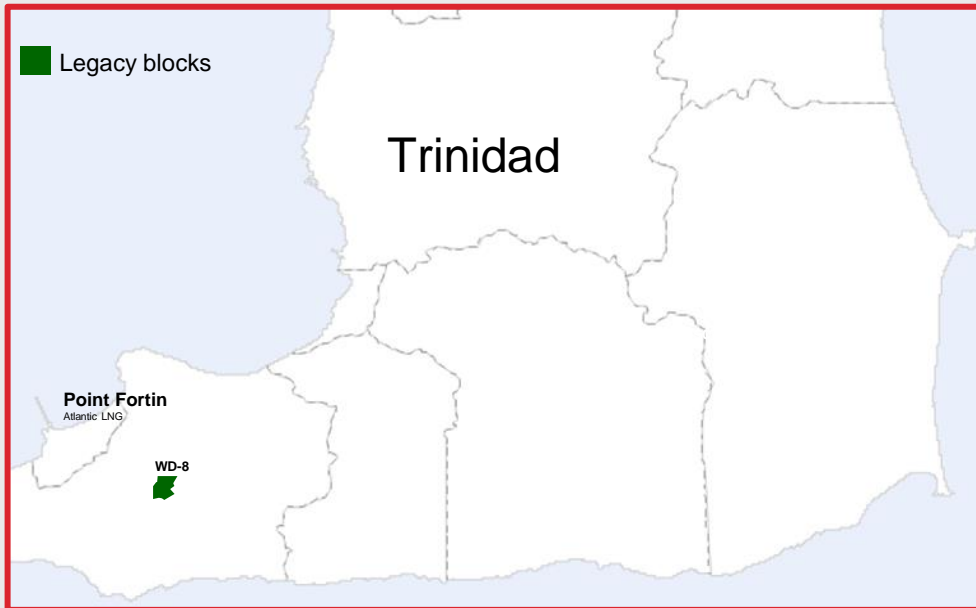 Legacy blocks
Trinidad
Point Fortin
Atlantic LNG
WD-8